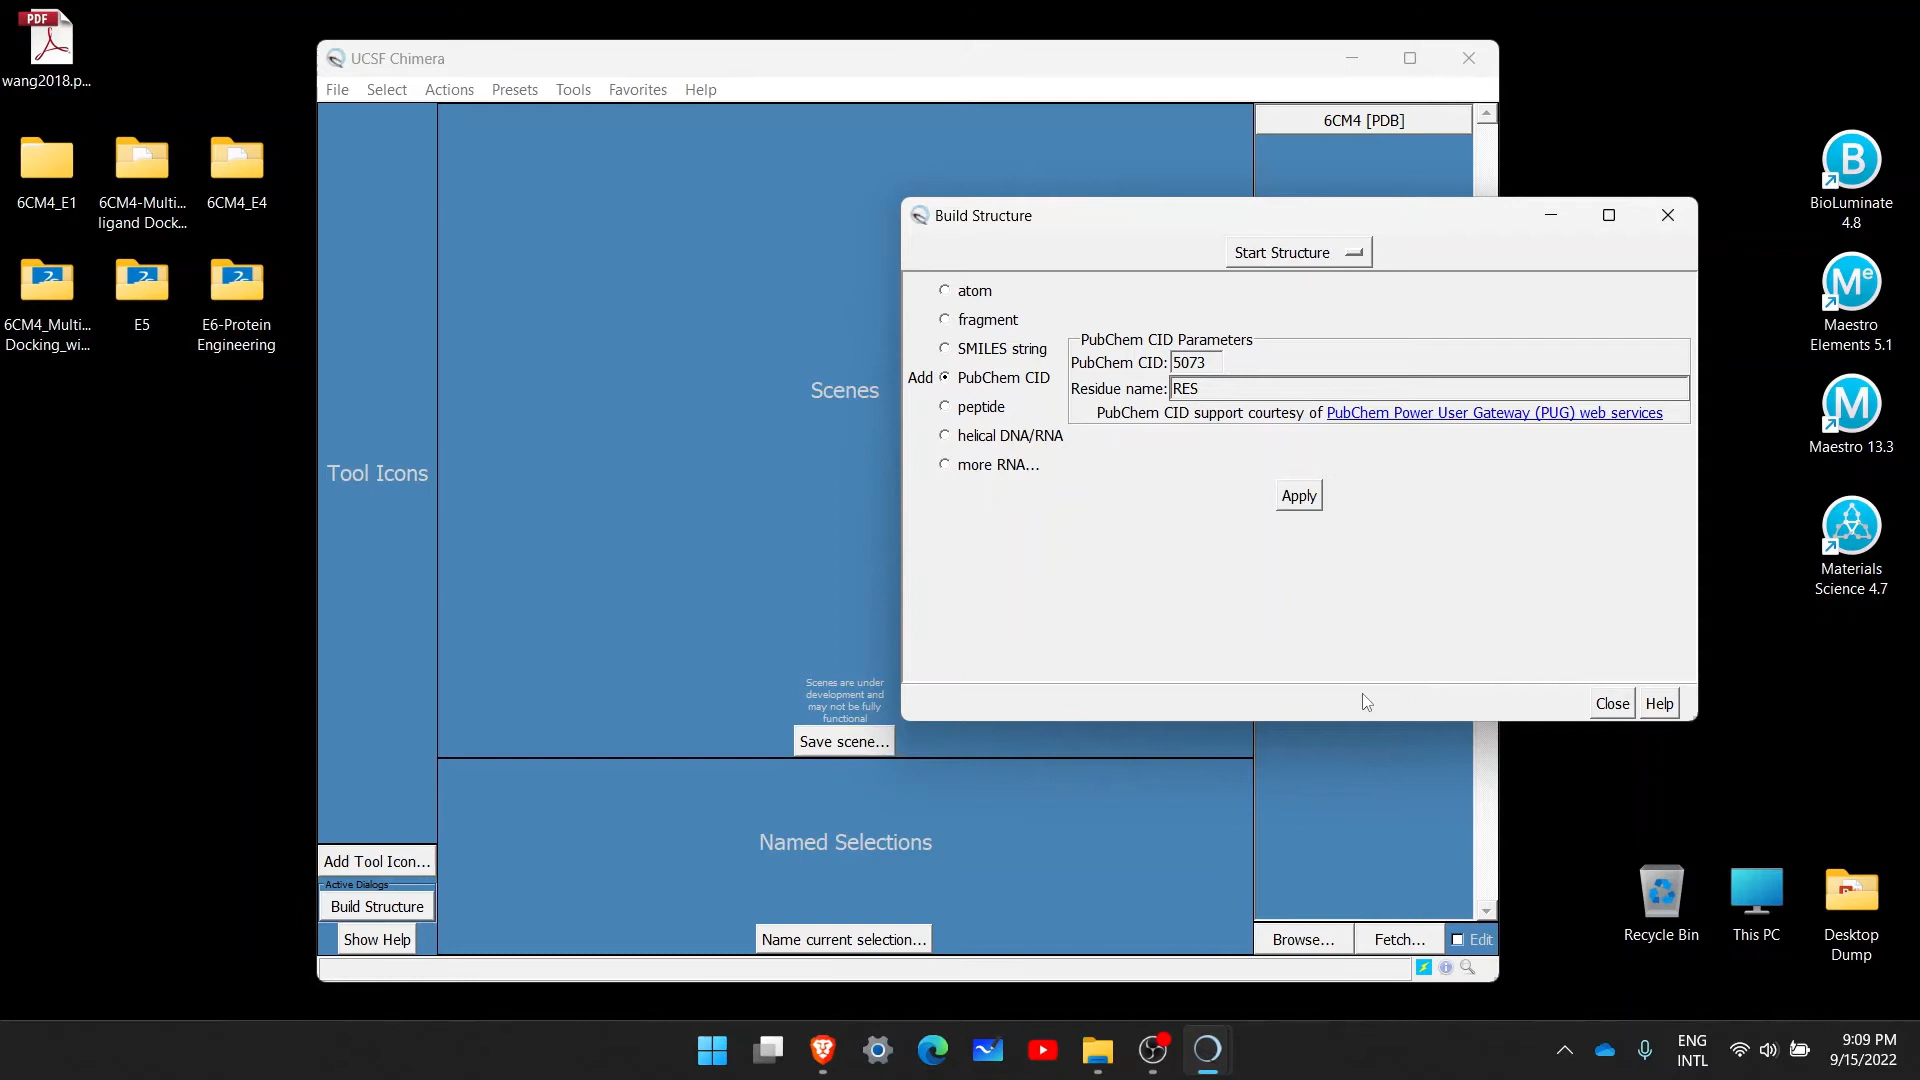 PDF
wang2018.p...
6CM4_E1
6CM4-Multi...
ligand Dock...
6CM4_E4
6CM4_Multi...
Docking_wi...
E5
E6-Protein
Engineering
UCSF Chimera
File Select Actions Presets Tools Favorites Help
6CM4 [PDB]
Tool Icons
Scenes
Scenes are under
development and
may not be fully
functional
Save scene...
Named Selections
Name current selection...
Add Tool Icon...
Active Dialogs
Build Structure
Show Help
Browse...
Fetch...
Edit
Build Structure
Start Structure
Add
atom
fragment
SMILES string
PubChem CID
peptide
helical DNA/RNA
more RNA...
PubChem CID Parameters
PubChem CID: 5073
Residue name: RES
PubChem CID support courtesy of PubChem Power User Gateway (PUG) web services
Apply
Close
Help
B
BioLuminate
4.8
Me
Maestro
Elements 5.1
M
Maestro 13.3
Materials
Science 4.7
Recycle Bin
This PC
Desktop
Dump
ENG
INTL
9:09 PM
9/15/2022